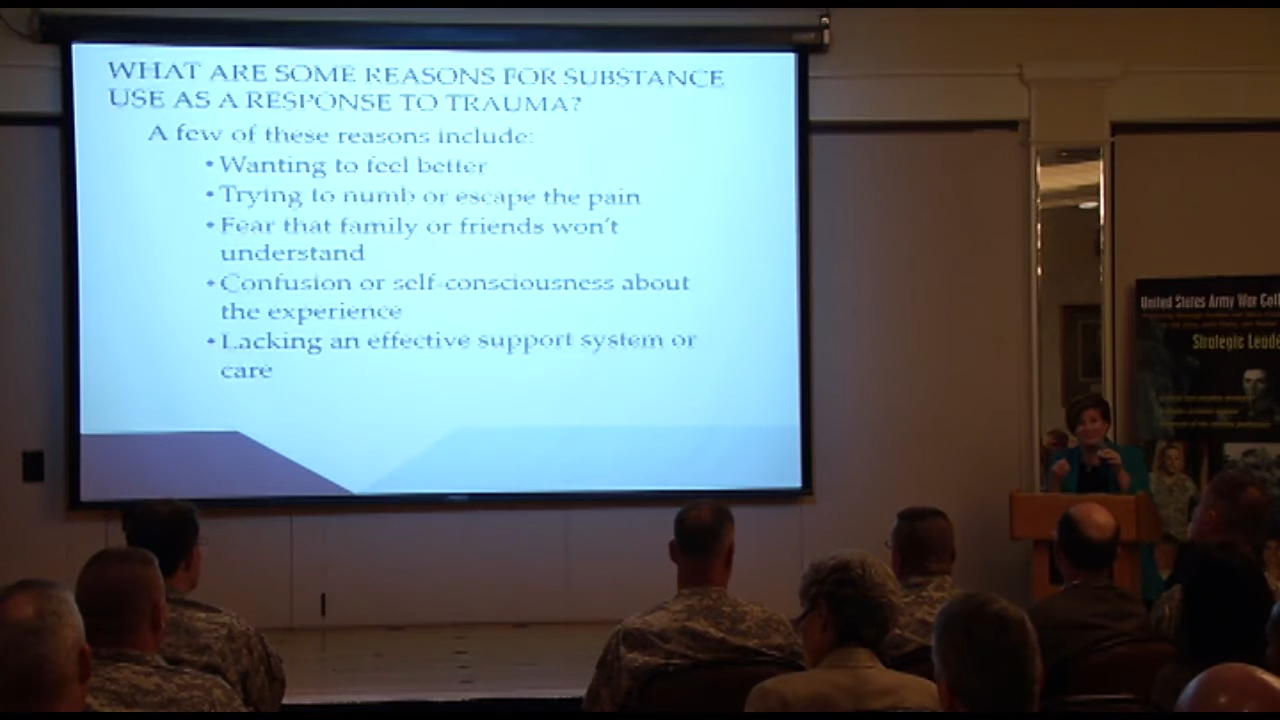 WHAT ARE SOME REASONS FOR SUBSTANCE
USE AS A RESPONSE TO TRAUMA?
A few of these reasons include:
• Wanting to feel better
• Trying to numb or escape the pain
• Fear that family or friends won't
understand
• Confusion or self-consciousness about
the experience
• Lacking an effective support system or
care
United States Army War Coll
Strategic Leade